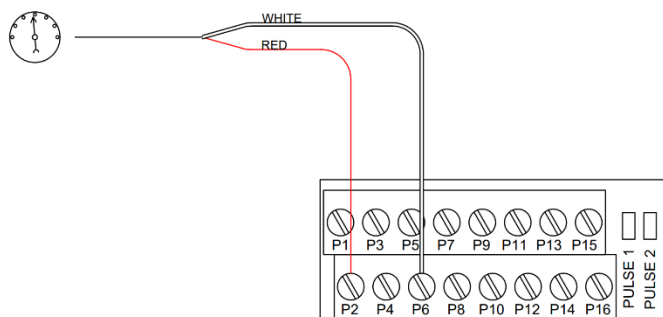 WHITE
RED
P1 P3 P5 P7 P9 P11 P13 P15
P2 P4 P6 P8 P10 P12 P14 P16
PULSE 1
PULSE 2